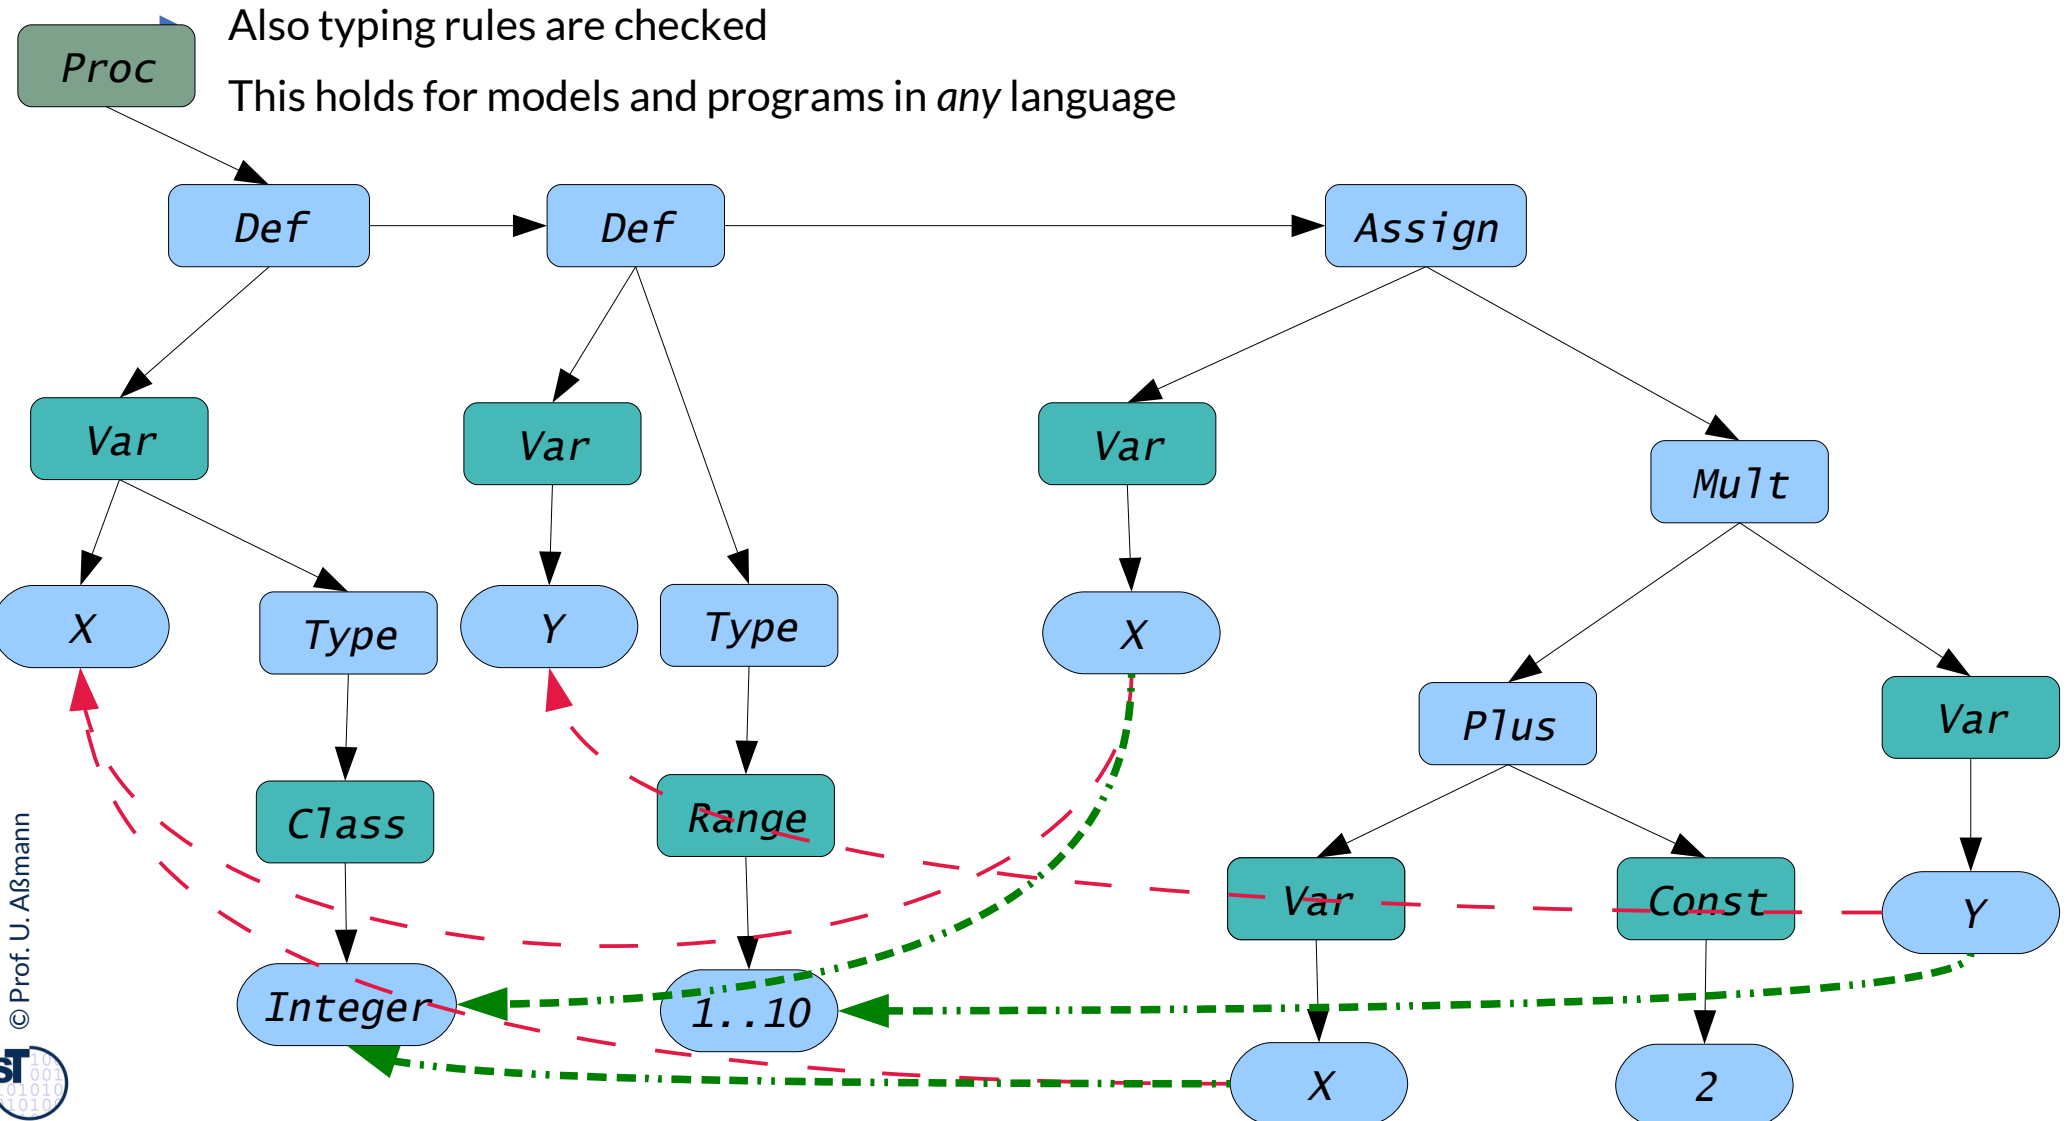 Also typing rules are checked
Proc
This holds for models and programs in any language
Def
Def
Assign
Var
Var
Var
Mult
X
Type
Y
Type
X
Plus
Var
Class
Range
Var
Const
Y
Integer
1..10
X
2
© Prof. U. Aßmann
ST